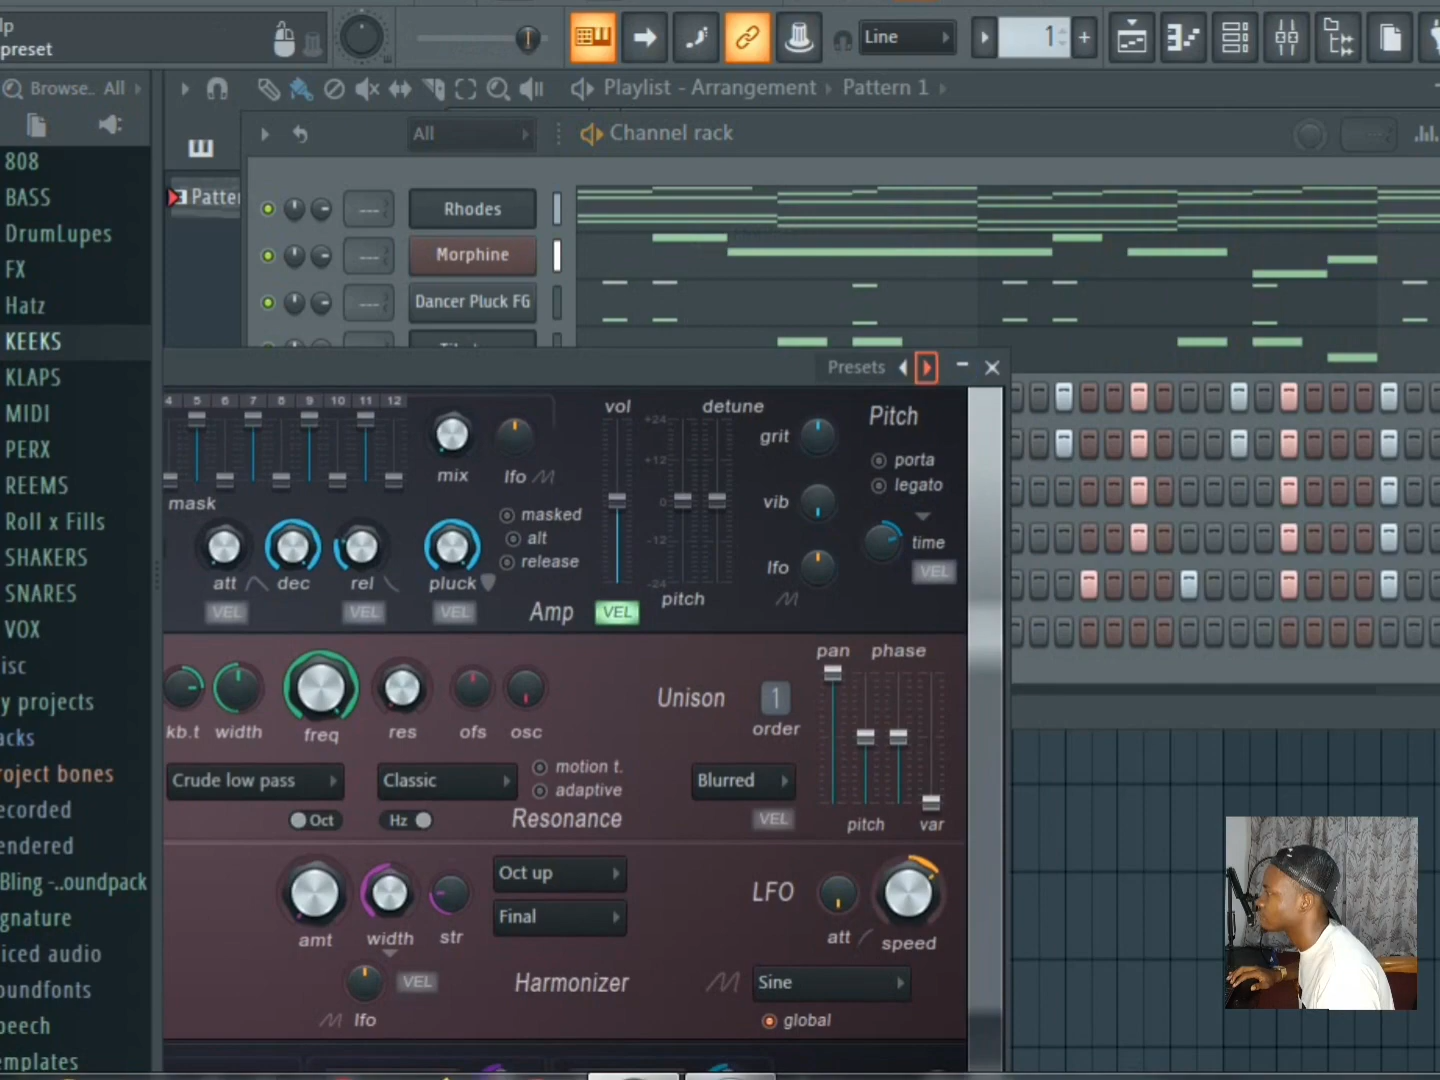 lp
preset
Line
1
+
Browse.. All
Playlist - Arrangement › Pattern 1
All
Channel rack
808
BASS
DrumLupes
FX
Hatz
KEEKS
KLAPS
MIDI
PERX
REEMS
Roll x Fills
SHAKERS
SNARES
VOX
isc
y projects
acks
roject bones
ecorded
endered
Bling -..oundpack
gnature
iced audio
oundfonts
peech
emplates
Patter
--- Rhodes
--- Morphine
--- Dancer Pluck FG
Presets
4 5 6 7 8 9 10 11 12
mask
mix
lfo
att
dec
rel
pluck
VEL
VEL
VEL
masked
alt
release
Amp
VEL
vol
detune
+24
+12
0
-12
-24
pitch
grit
vib
lfo
Pitch
porta
legato
time
VEL
kb.t
width
freq
res
ofs
osc
Crude low pass
Classic
motion t.
adaptive
Oct
Hz
Resonance
Unison
1
order
Blurred
VEL
pan
phase
pitch
var
amt
width
str
Oct up
Final
lfo
VEL
Harmonizer
LFO
att
speed
Sine
global